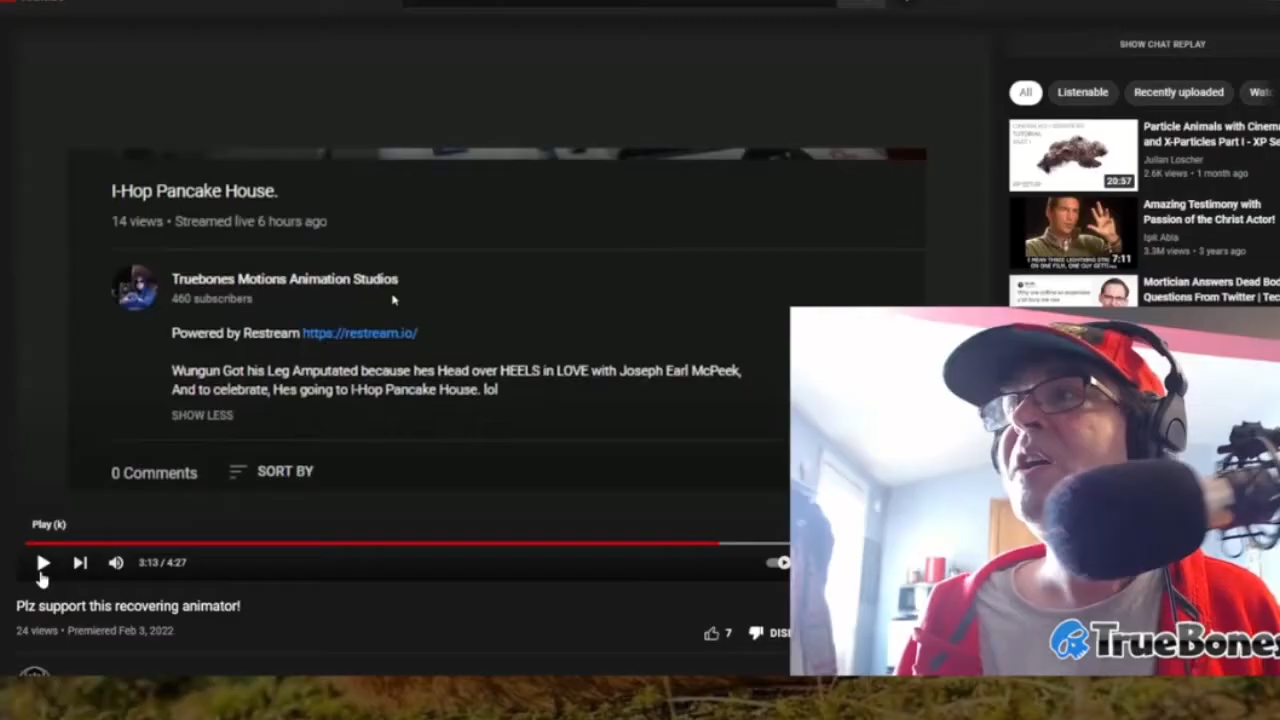 SHOW CHAT REPLAY
All
Listenable
Recently uploaded
Particle Animals with Cinem
and X-Particles Part I - XP Se
Julian Loscher
2.6K views • 1 month ago
20:57
Amazing Testimony with
Passion of the Christ Actor!
3.3M views • 3 years ago
7:11
Mortician Answers Dead Bod
Questions From Twitter | Tec
I-Hop Pancake House.
14 views • Streamed live 6 hours ago
Truebones Motions Animation Studios
460 subscribers
Powered by Restream https://restream.io/
Wungun Got his Leg Amputated because hes Head over HEELS in LOVE with Joseph Earl McPeek,
And to celebrate, Hes going to I-Hop Pancake House. lol
SHOW LESS
0 Comments
SORT BY
Play (k)
3:13 / 4:27
Plz support this recovering animator!
24 views • Premiered Feb 3, 2022
7
DISL
TrueBones